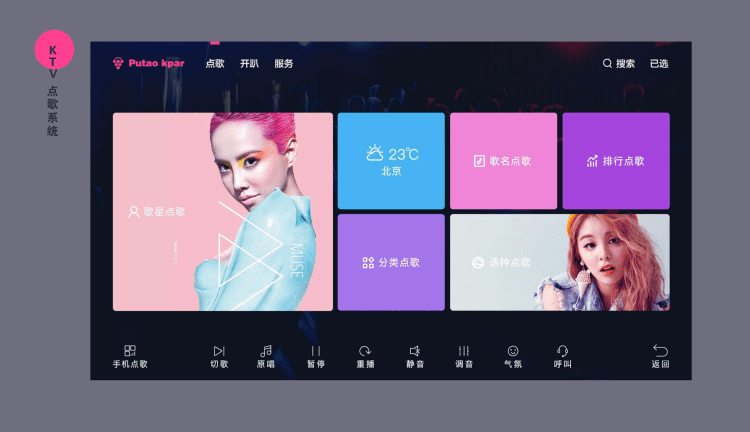 KTV点歌系统
Putao kpar
点歌
开趴
服务
搜索
已选
歌星点歌
MUSE
23℃
北京
歌名点歌
排行点歌
分类点歌
语种点歌
手机点歌
切歌
原唱
暂停
重播
静音
调音
气氛
呼叫
返回